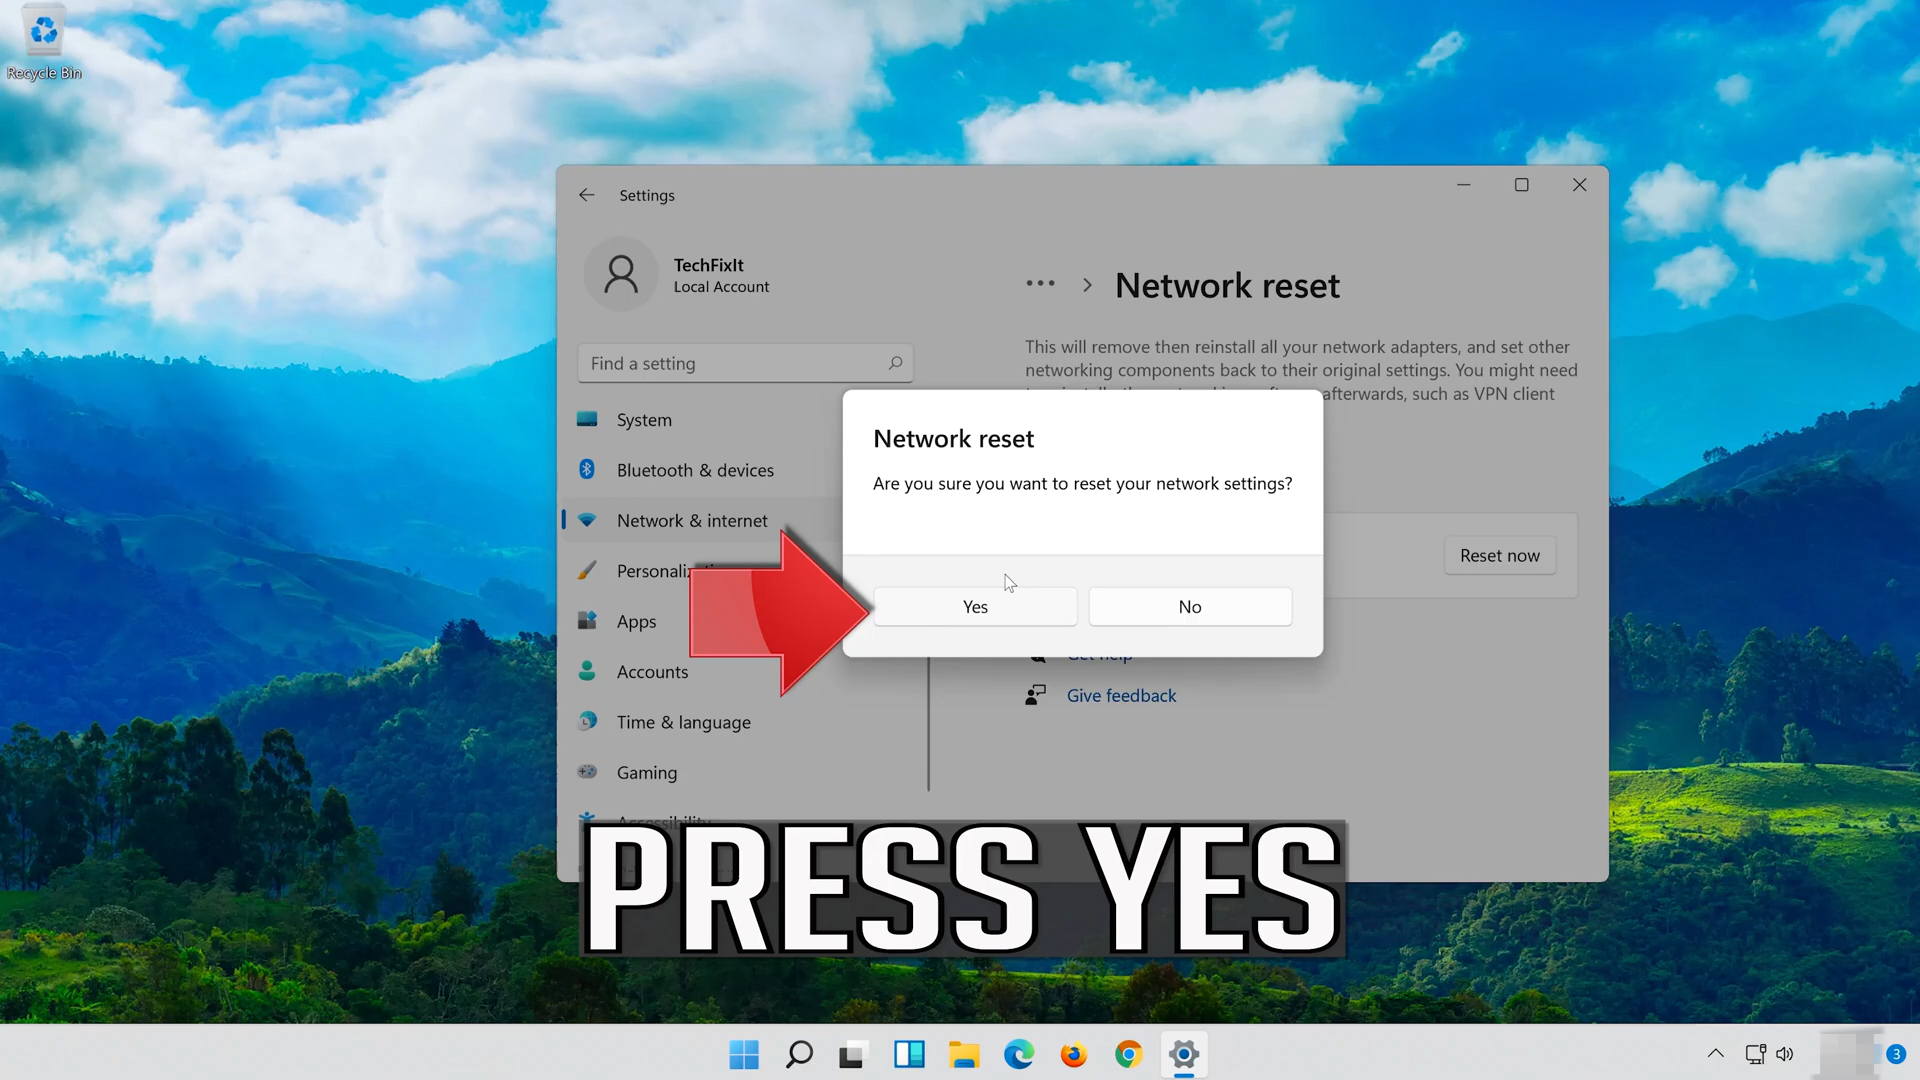 Recycle Bin
Settings
TechFixIt
Local Account
Find a setting
System
Bluetooth & devices
Network & internet
Apps
Accounts
Time & language
Gaming
Accessibility
Network reset
This will remove then reinstall all your network adapters, and set other
networking components back to their original settings. You might need
afterwards, such as VPN client
Reset now
Network reset
Are you sure you want to reset your network settings?
Yes
No
Get help
Give feedback
PRESS YES
3